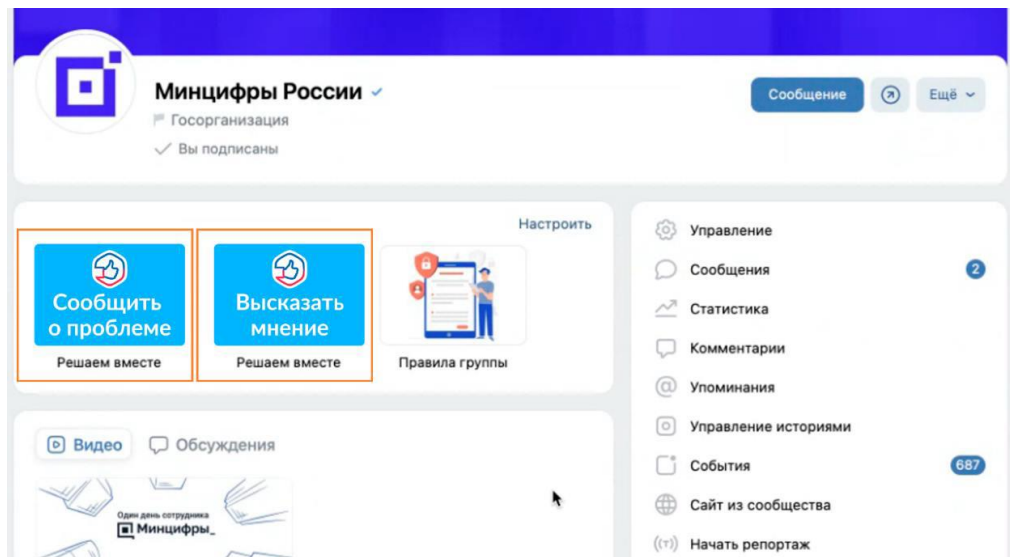 Минцифры России
Госорганизация
Вы подписаны
Сообщение
Ещё
Настроить
Сообщить
о проблеме
Решаем вместе
Высказать
мнение
Решаем вместе
Правила группы
Видео
Обсуждения
Один день сотрудника
Минцифры_
Управление
Сообщения 2
Статистика
Комментарии
Упоминания
Управление историями
События 687
Сайт из сообщества
Начать репортаж